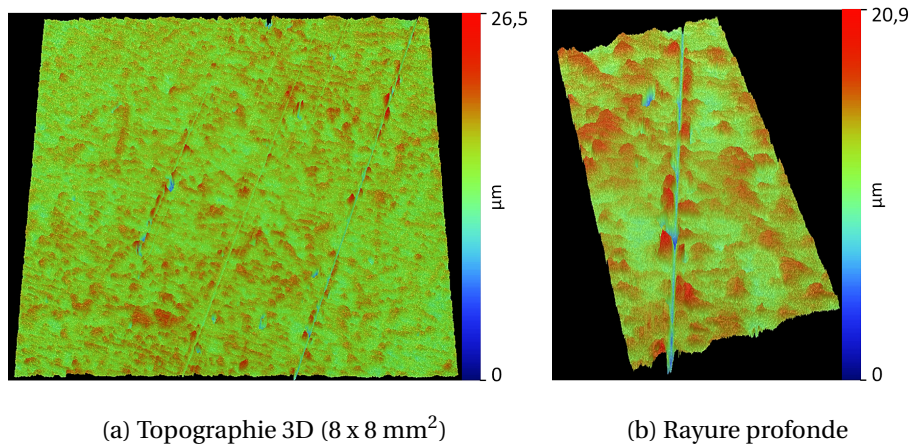 26,5
µm
0
20,9
µm
0
(a) Topographie 3D (8 x 8 mm²)
(b) Rayure profonde